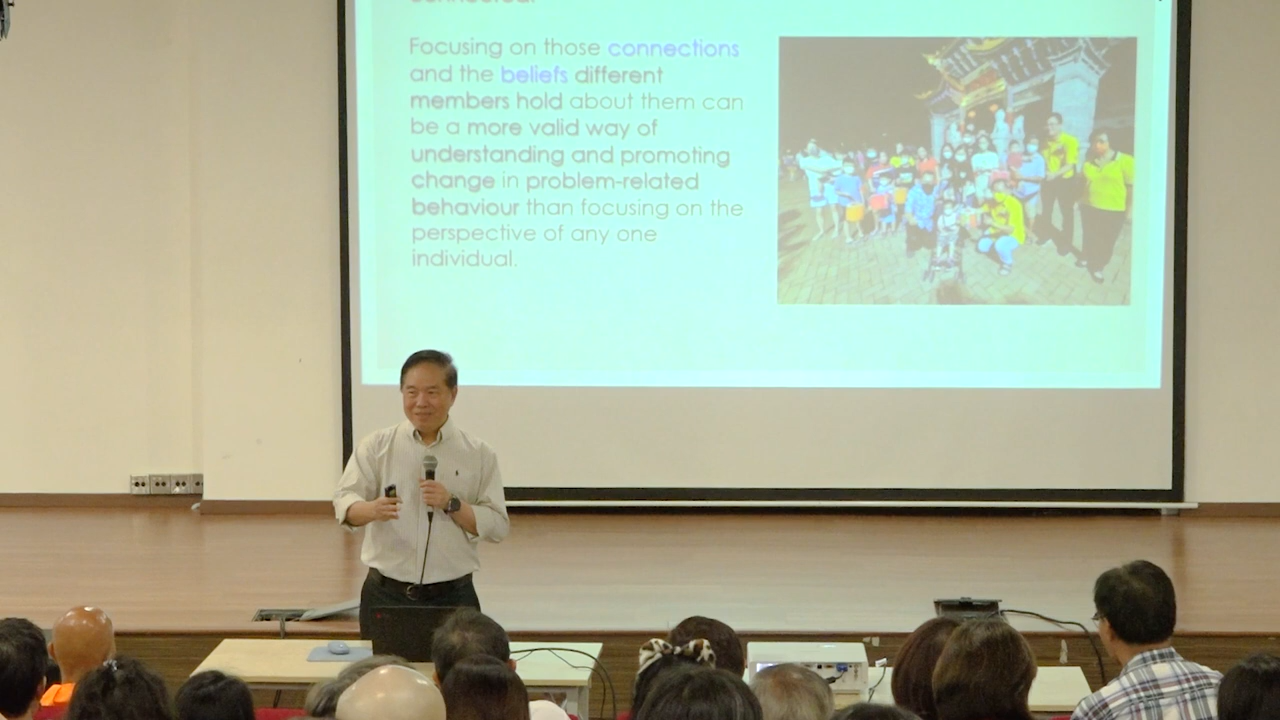 connected.
Focusing on those connections
and the beliefs different
members hold about them can
be a more valid way of
understanding and promoting
change in problem-related
behaviour than focusing on the
perspective of any one
individual.